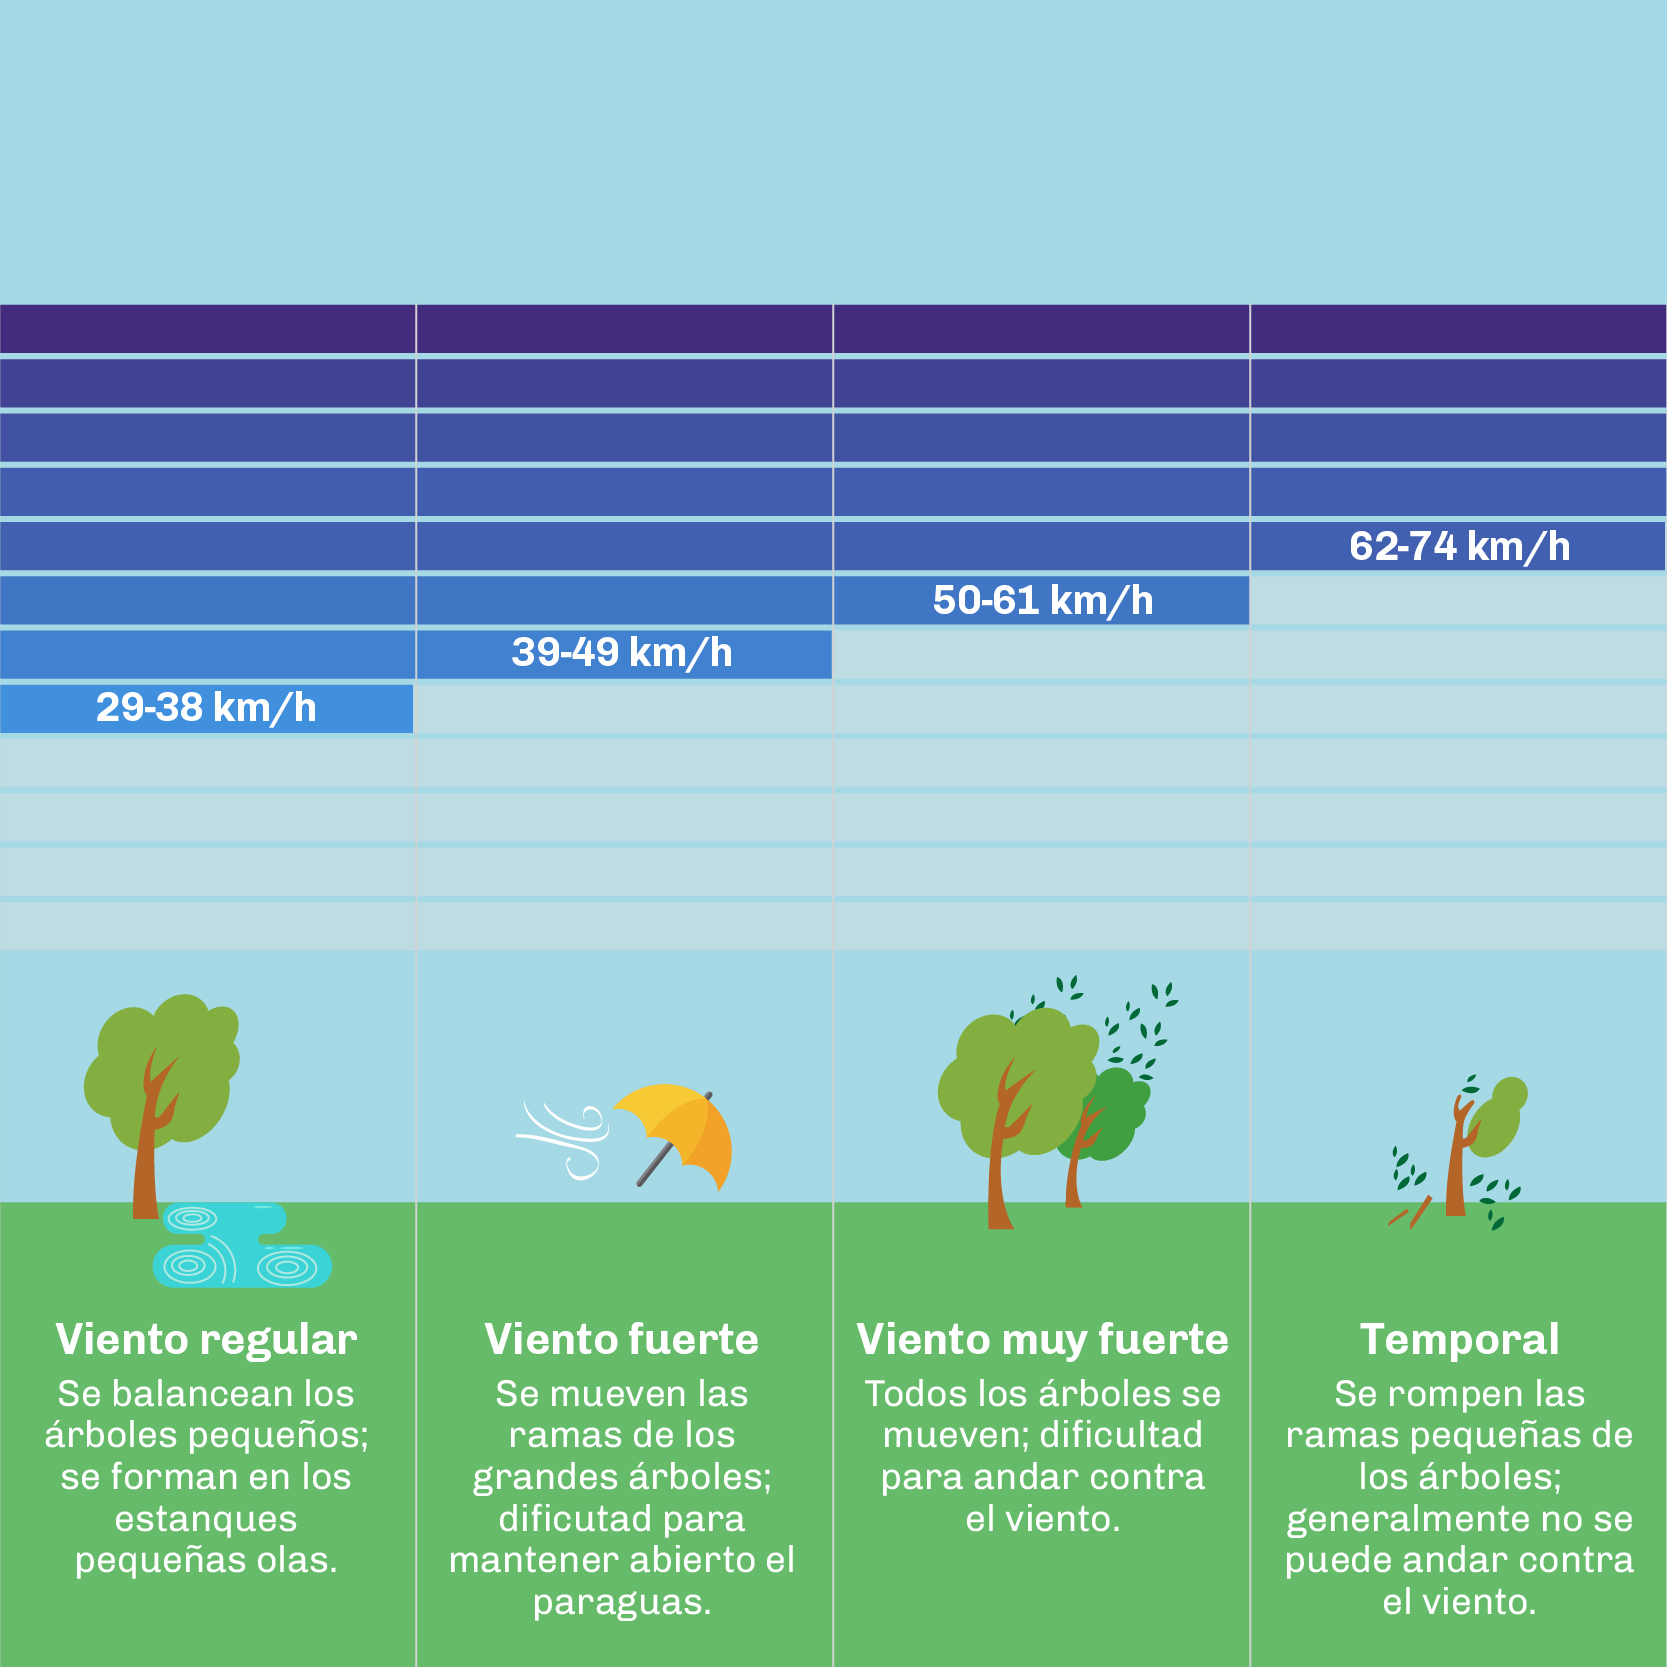 62-74 km/h
50-61 km/h
39-49 km/h
29-38 km/h
Viento regular
Se balancean los
árboles pequeños;
se forman en los
estanques
pequeñas olas.
Viento fuerte
Se mueven las
ramas de los
grandes árboles;
dificutad para
mantener abierto el
paraguas.
Viento muy fuerte
Todos los árboles se
mueven; dificultad
para andar contra
el viento.
Temporal
Se rompen las
ramas pequeñas de
los árboles;
generalmente no se
puede andar contra
el viento.